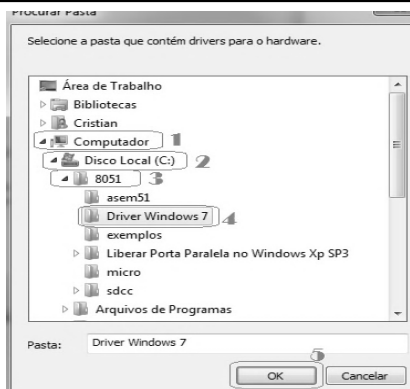 Procurar Pasta
Selecione a pasta que contém drivers para o hardware.
Área de Trabalho
Bibliotecas
Cristian
Computador 1
Disco Local (C:) 2
8051 3
asem51
Driver Windows 7 4
exemplos
Liberar Porta Paralela no Windows Xp SP3
micro
sdcc
Arquivos de Programas
Pasta: Driver Windows 7
5
OK Cancelar